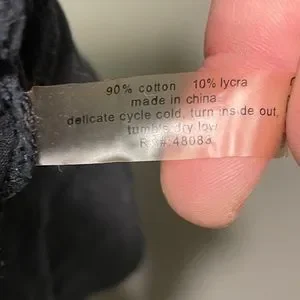 90% cotton 10% lycra
made in china
delicate cycle cold, turn inside out,
tumble dry low
RN# 48083